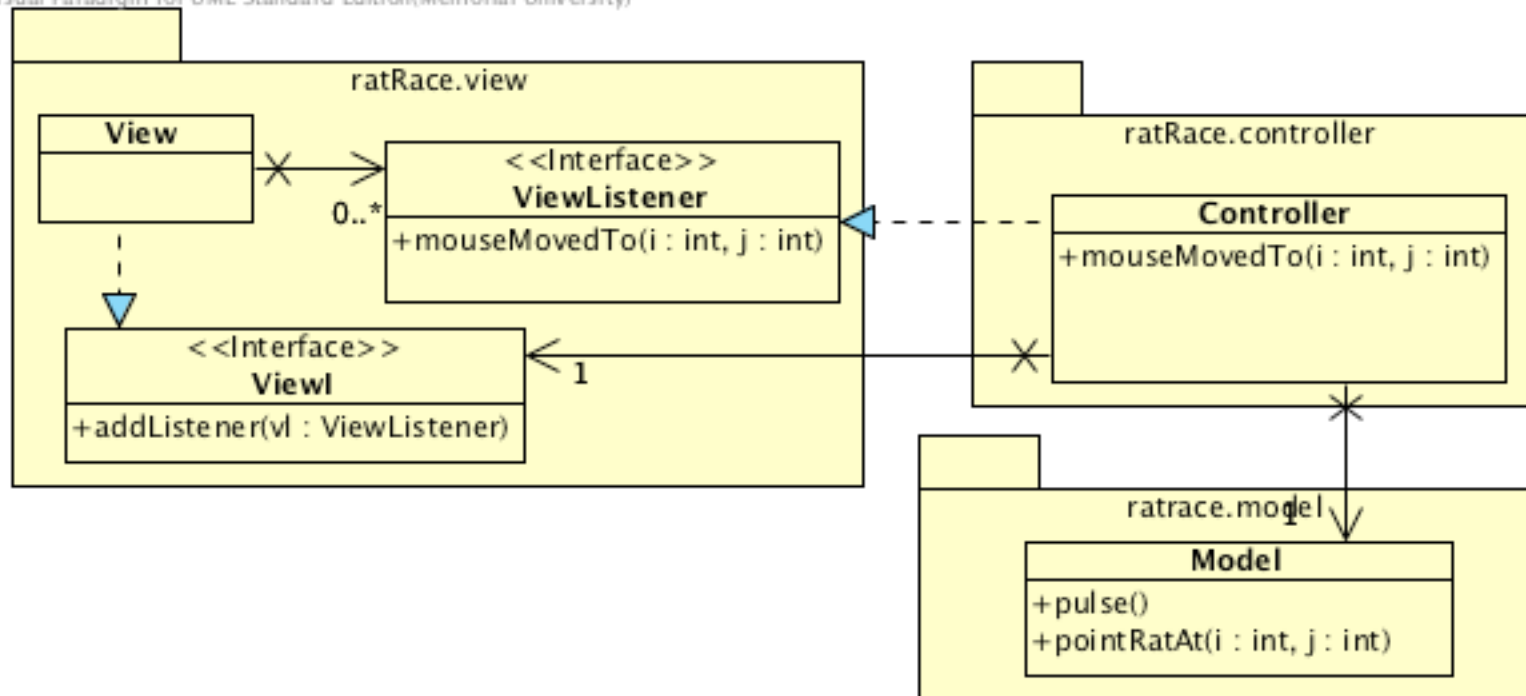 ratRace.view
View
0..*
<<Interface>>
ViewListener
+mouseMovedTo(i : int, j : int)
<<Interface>>
ViewI
+addListener(vl : ViewListener)
1
ratRace.controller
Controller
+mouseMovedTo(i : int, j : int)
ratrace.model
1
Model
+pulse()
+pointRatAt(i : int, j : int)